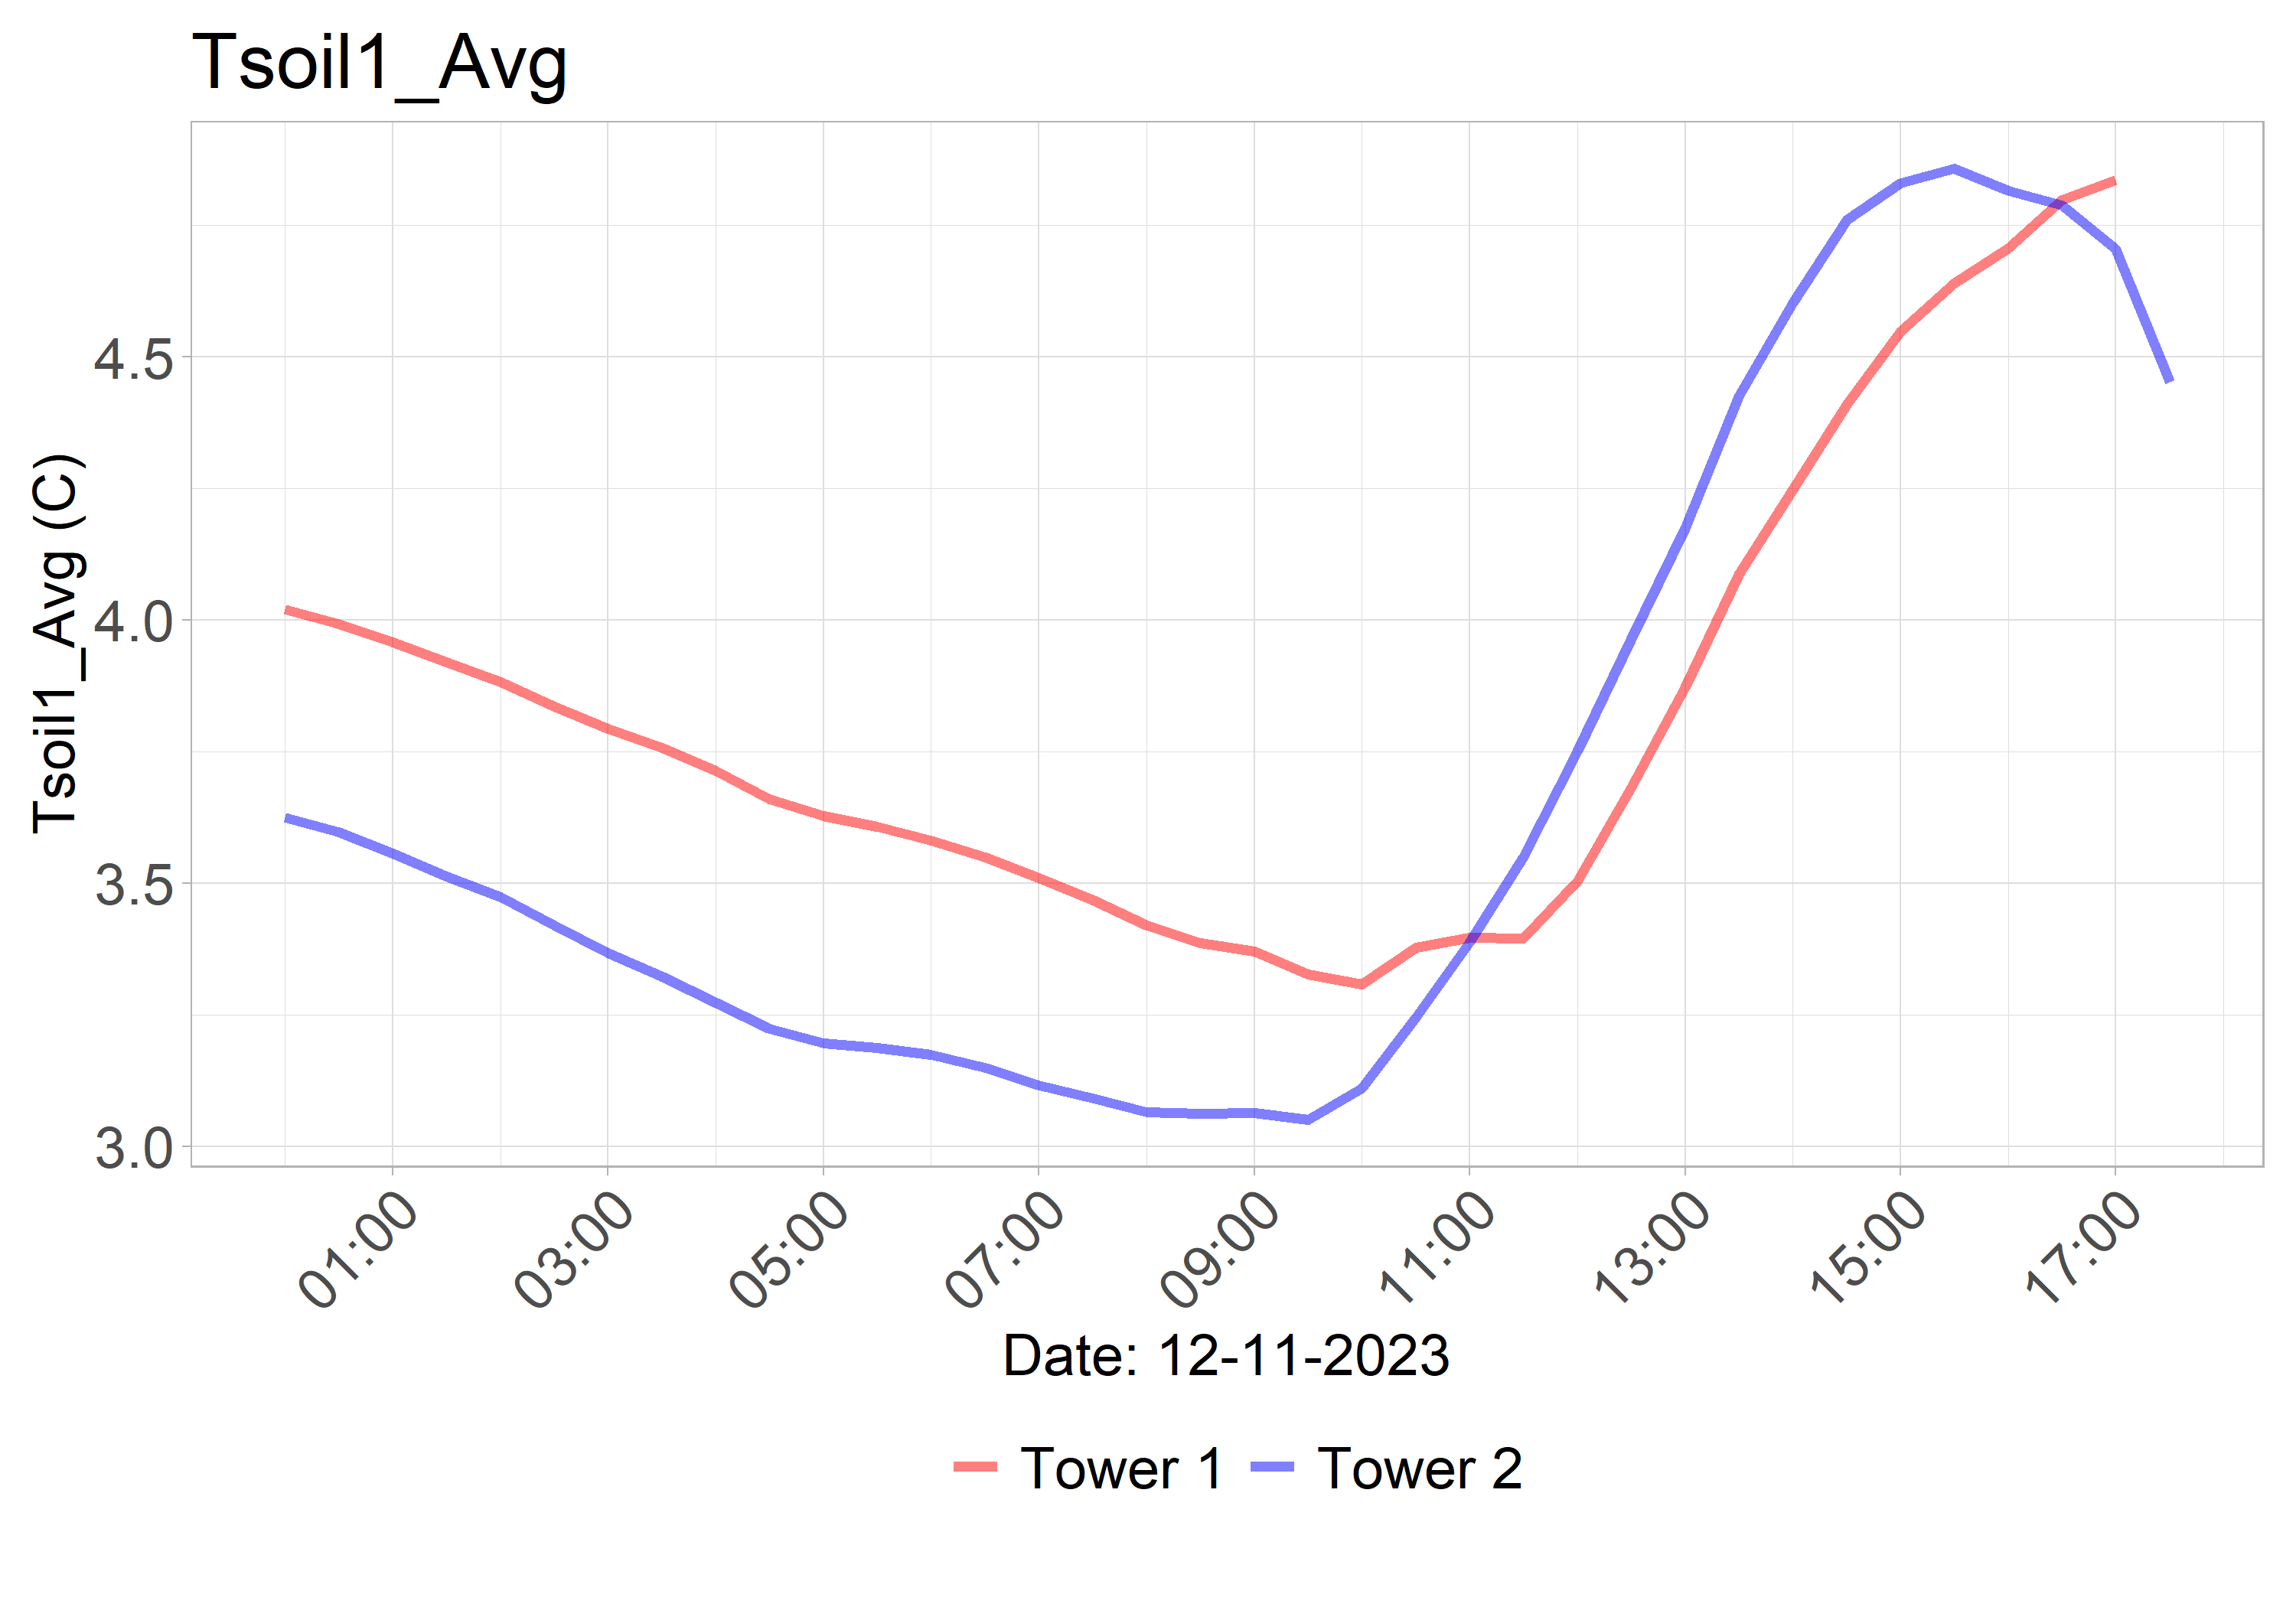 Tsoil1_Avg
Tsoil1_Avg (C)
4.5
4.0
3.5
3.0
01:00 03:00 05:00 07:00 09:00 11:00 13:00 15:00 17:00
Date: 12-11-2023
Tower 1 Tower 2